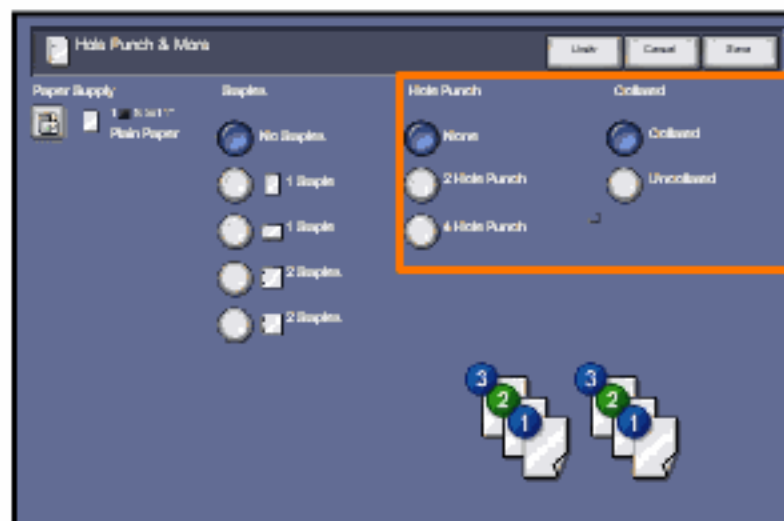 Hole Punch & More
Undo Cancel Save
Paper Supply
Plain Paper
Staples
No Staples
1 Staple
1 Staple
2 Staples
2 Staples
Hole Punch
None
2 Hole Punch
4 Hole Punch
Collated
Collated
Uncollated
3
2
1
3
2
1